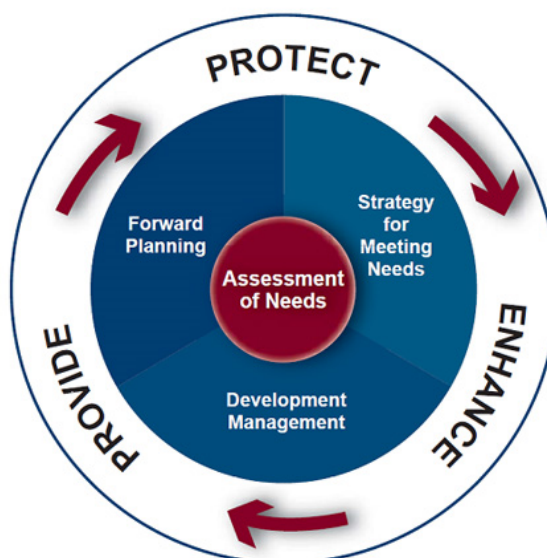 PROTECT
Forward
Planning
Strategy
for
Meeting
Needs
Assessment
of Needs
Development
Management
PROVIDE
ENHANCE